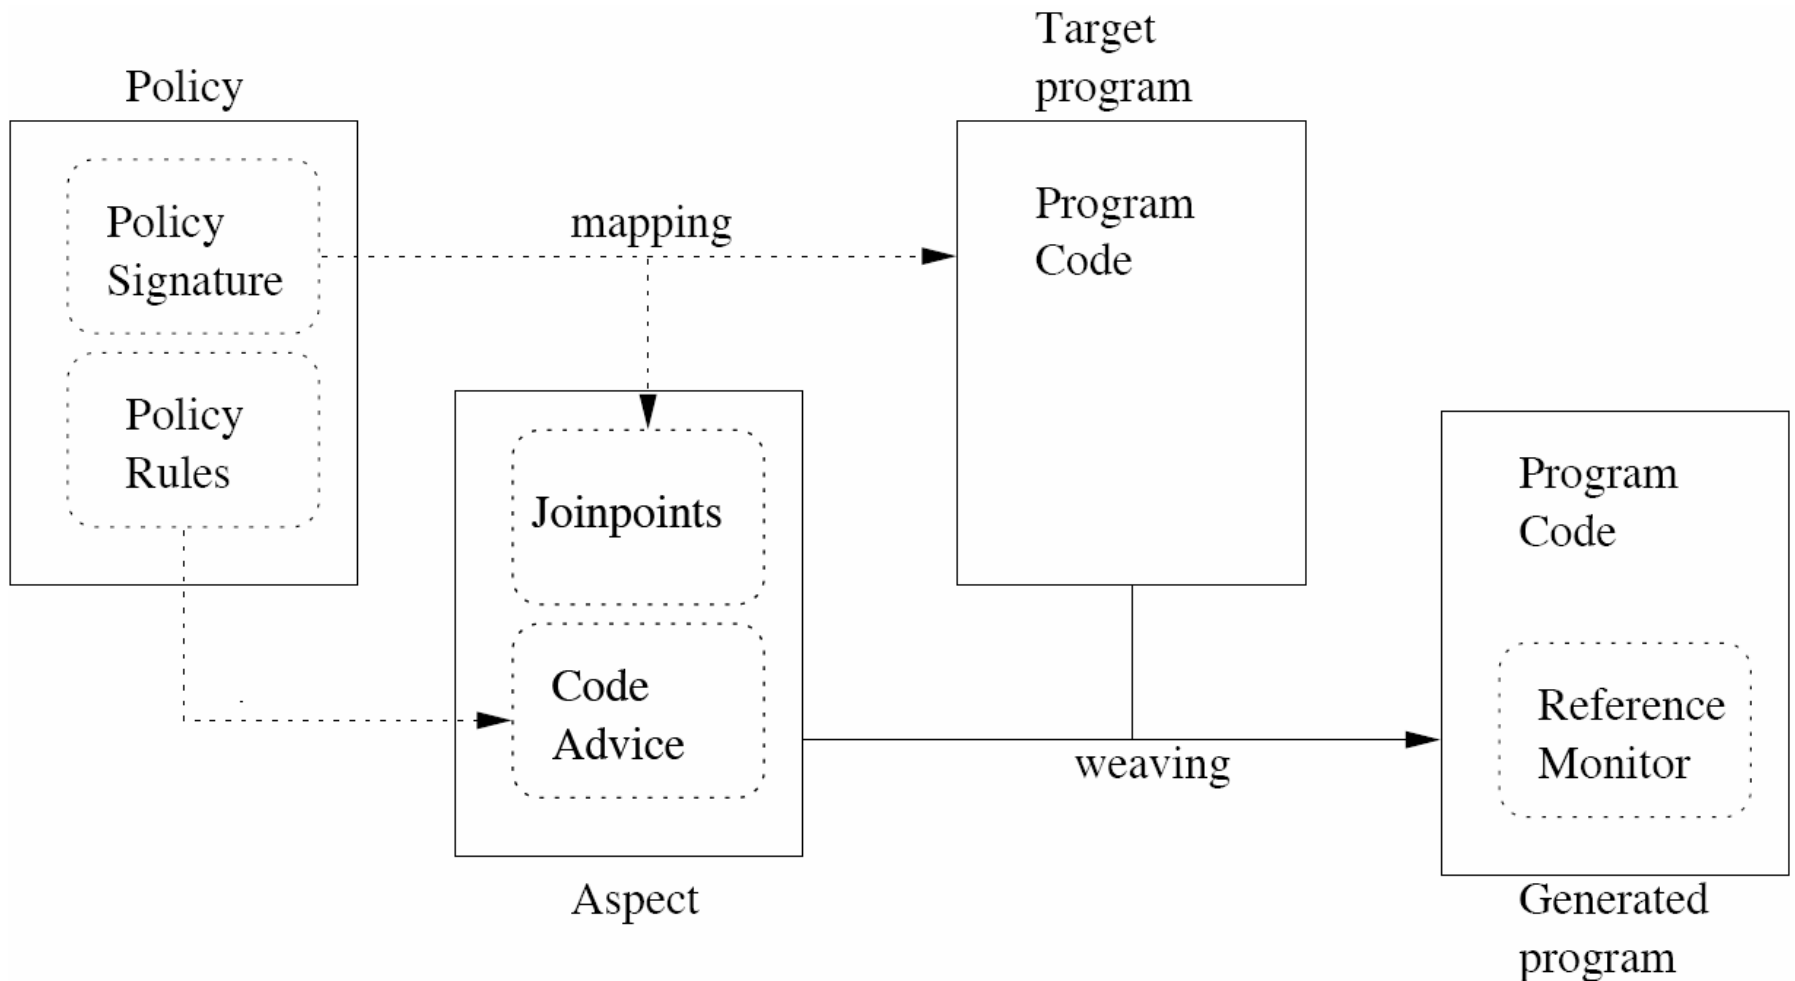 Policy
Policy
Signature
Policy
Rules
mapping
Target
program
Program
Code
Joinpoints
Code
Advice
Aspect
weaving
Program
Code
Reference
Monitor
Generated
program